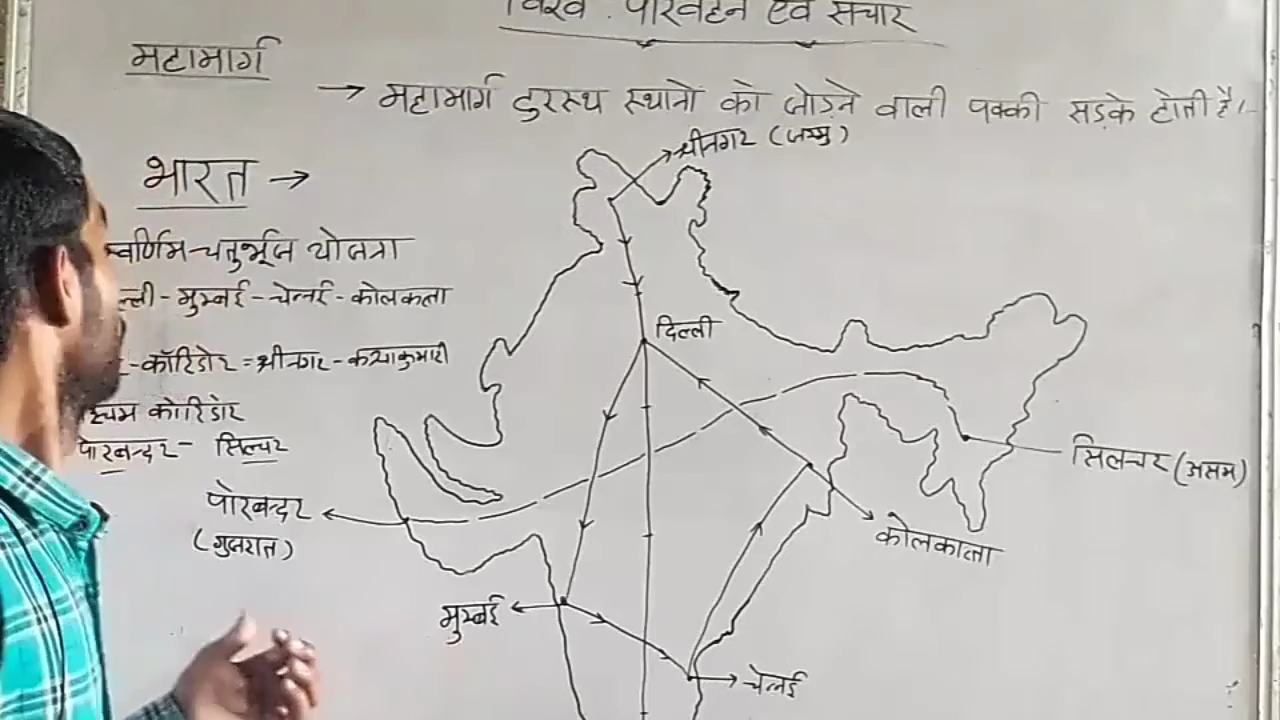 विश्व . परिवहन एवं संचार
महामार्ग
→ महामार्ग दुरस्थ स्थानो को जोड़ने वाली पक्की सड़के होती है।
श्रीनगर (जम्मु)
भारत →
स्वर्णिम-चतुर्भूज योजना
ल्ली-मुम्बई-चेन्नई-कोलकत्ता
दिल्ली
-कॉरिडोर = श्रीनगर-कन्याकुमारी
श्चिम कोरिडोर
पोरबन्दर - सिल्चर
सिलचर (असम)
पोरबन्दर
(गुजरात)
कोलकात्ता
मुम्बई
चेन्नई